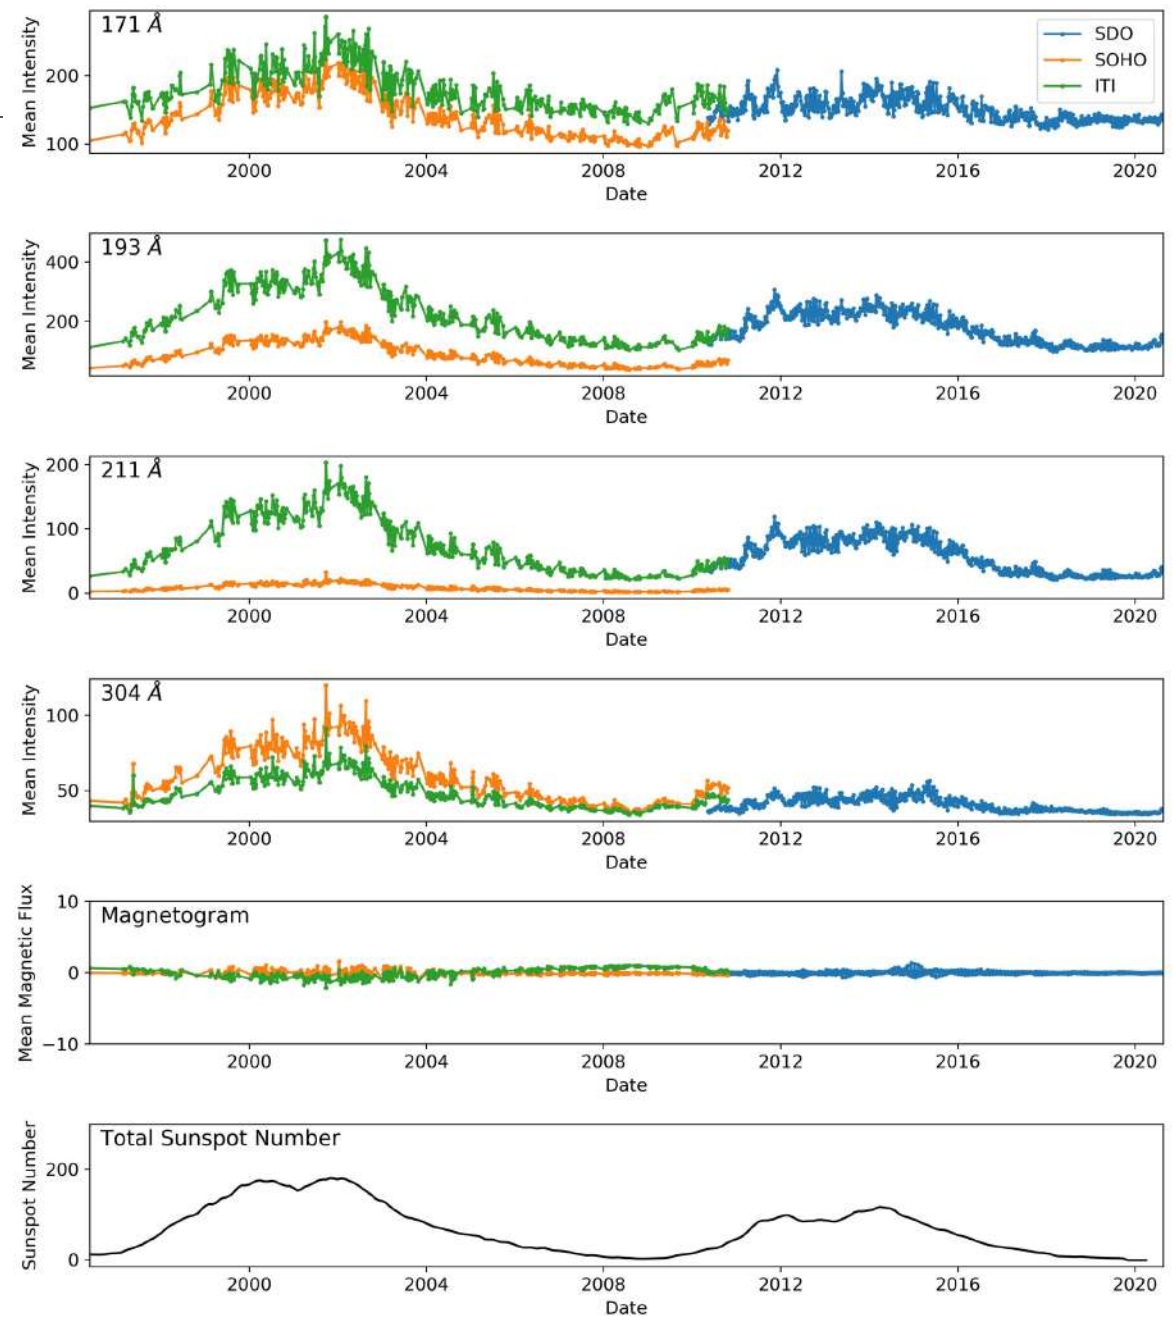 171 Å
SDO
SOHO
ITI
Mean Intensity
200
100
2000 2004 2008 2012 2016 2020
Date
193 Å
Mean Intensity
400
200
2000 2004 2008 2012 2016 2020
Date
211 Å
Mean Intensity
200
100
0
2000 2004 2008 2012 2016 2020
Date
304 Å
Mean Intensity
100
50
2000 2004 2008 2012 2016 2020
Date
Magnetogram
Mean Magnetic Flux
10
0
−10
2000 2004 2008 2012 2016 2020
Date
Total Sunspot Number
Sunspot Number
200
0
2000 2004 2008 2012 2016 2020
Date